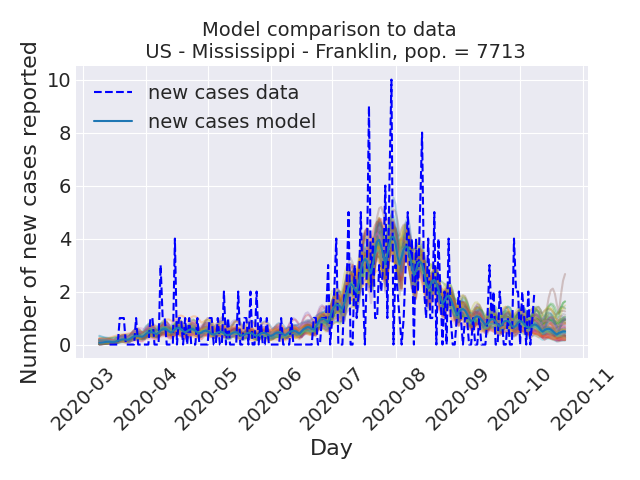 Model comparison to data
US - Mississippi - Franklin, pop. = 7713
Number of new cases reported
10
8
6
4
2
0
new cases data
new cases model
2020-03
2020-04
2020-05
2020-06
2020-07
2020-08
2020-09
2020-10
2020-11
Day